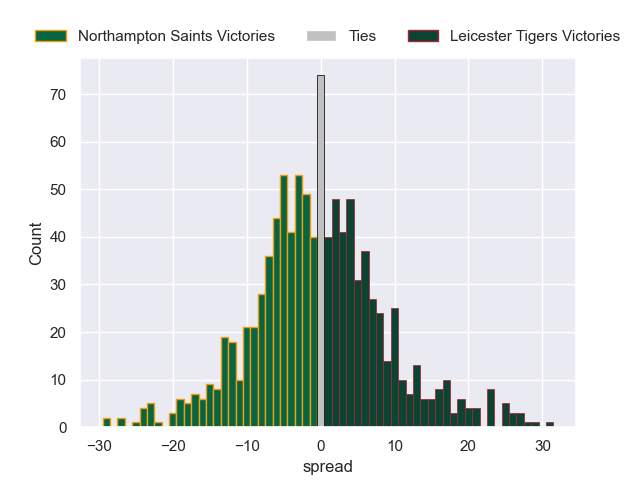 Northampton Saints Victories Ties Leicester Tigers Victories
70
60
50
40
30
20
10
0
Count
−30 −20 −10 0 10 20 30
spread